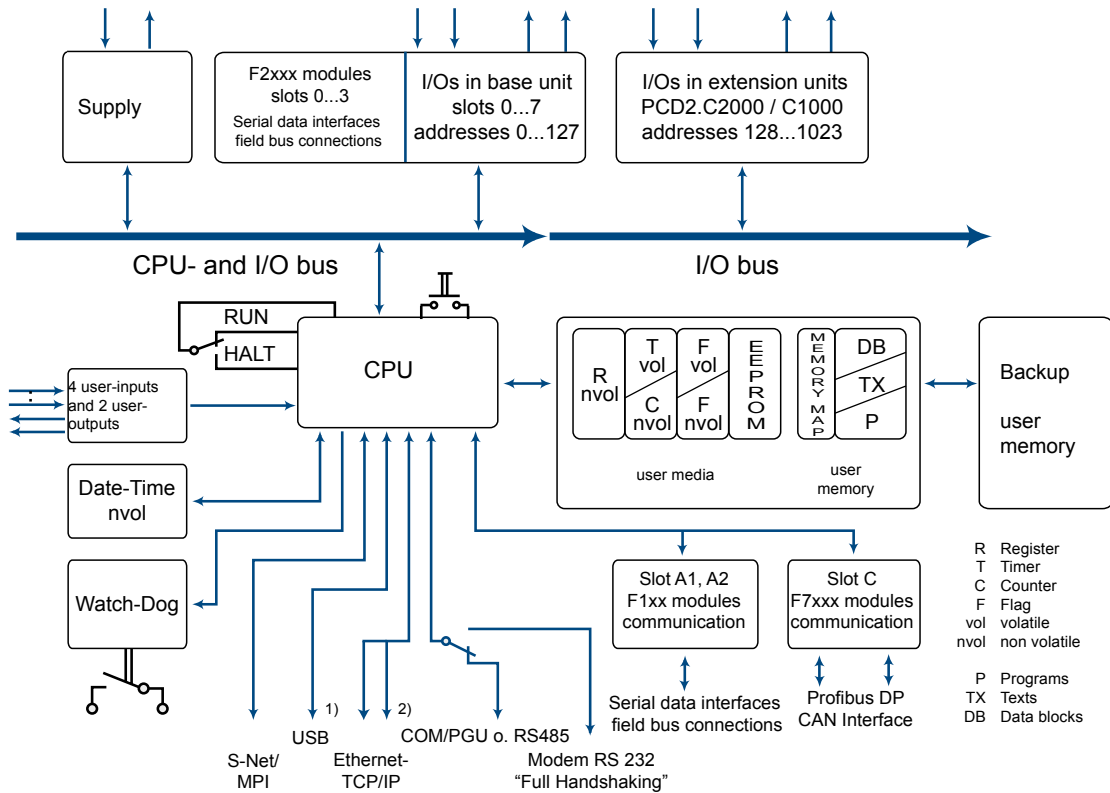 Supply
F2xxx modules
slots 0...3
Serial data interfaces
field bus connections
I/Os in base unit
slots 0...7
addresses 0...127
I/Os in extension units
PCD2.C2000 / C1000
addresses 128...1023
CPU- and I/O bus
I/O bus
RUN
HALT
CPU
4 user-inputs
: and 2 user-
outputs
Date-Time
nvol
Watch-Dog
R
nvol
T
vol
C
nvol
F
vol
F
nvol
EEPROM
MEMORY MAP
DB
TX
P
user media
user
memory
Backup
user
memory
Slot A1, A2
F1xx modules
communication
Slot C
F7xxx modules
communication
Serial data interfaces
field bus connections
Profibus DP
CAN Interface
R Register
T Timer
C Counter
F Flag
vol volatile
nvol non volatile
P Programs
TX Texts
DB Data blocks
S-Net/
MPI
USB
1)
Ethernet-
TCP/IP
2)
COM/PGU o. RS485
Modem RS 232
“Full Handshaking”